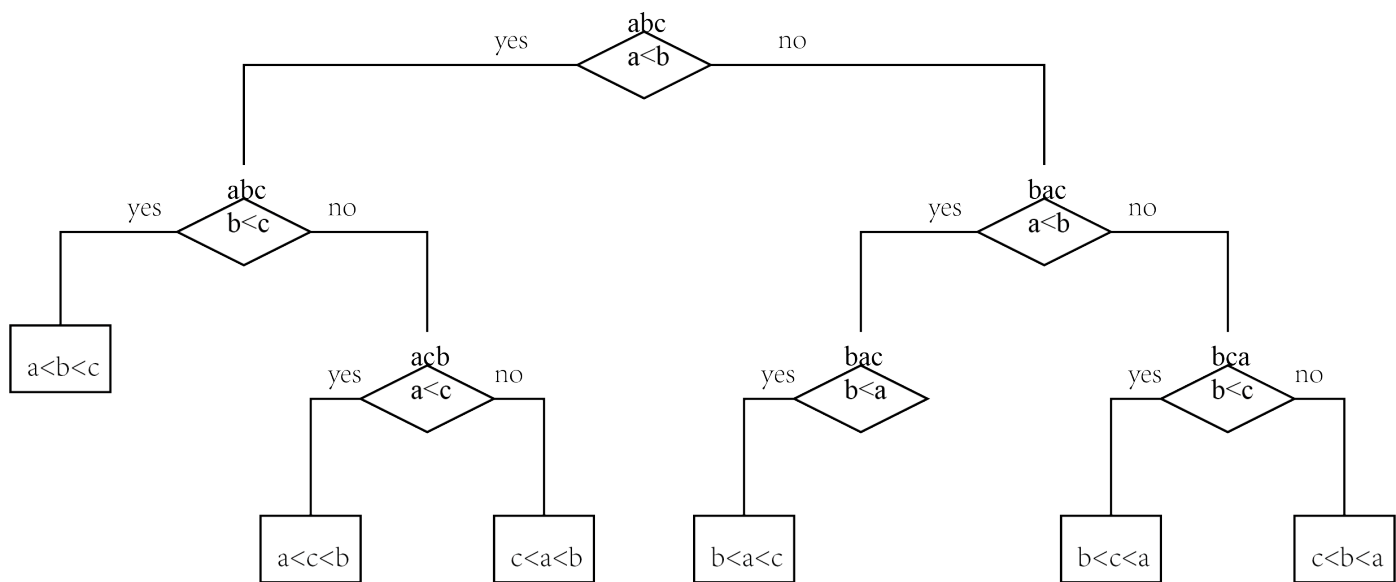 abc
yes
a<b
no
abc
yes
b<c
no
bac
yes
a<b
no
a<b<c
acb
yes
a<c
no
bac
yes
b<a
bca
yes
b<c
no
a<c<b
c<a<b
b<a<c
b<c<a
c<b<a